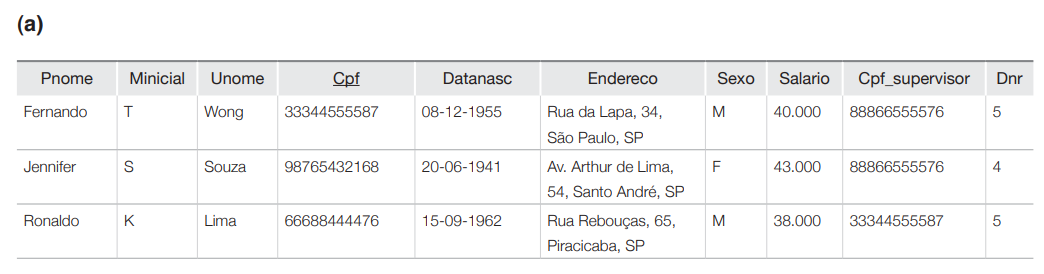 (a)
Pnome Minicial Unome Cpf Datanasc Endereco Sexo Salario Cpf_supervisor Dnr
Fernando T Wong 33344555587 08-12-1955 Rua da Lapa, 34, M 40.000 88866555576 5
São Paulo, SP
Jennifer S Souza 98765432168 20-06-1941 Av. Arthur de Lima, F 43.000 88866555576 4
54, Santo André, SP
Ronaldo K Lima 66688444476 15-09-1962 Rua Rebouças, 65, M 38.000 33344555587 5
Piracicaba, SP